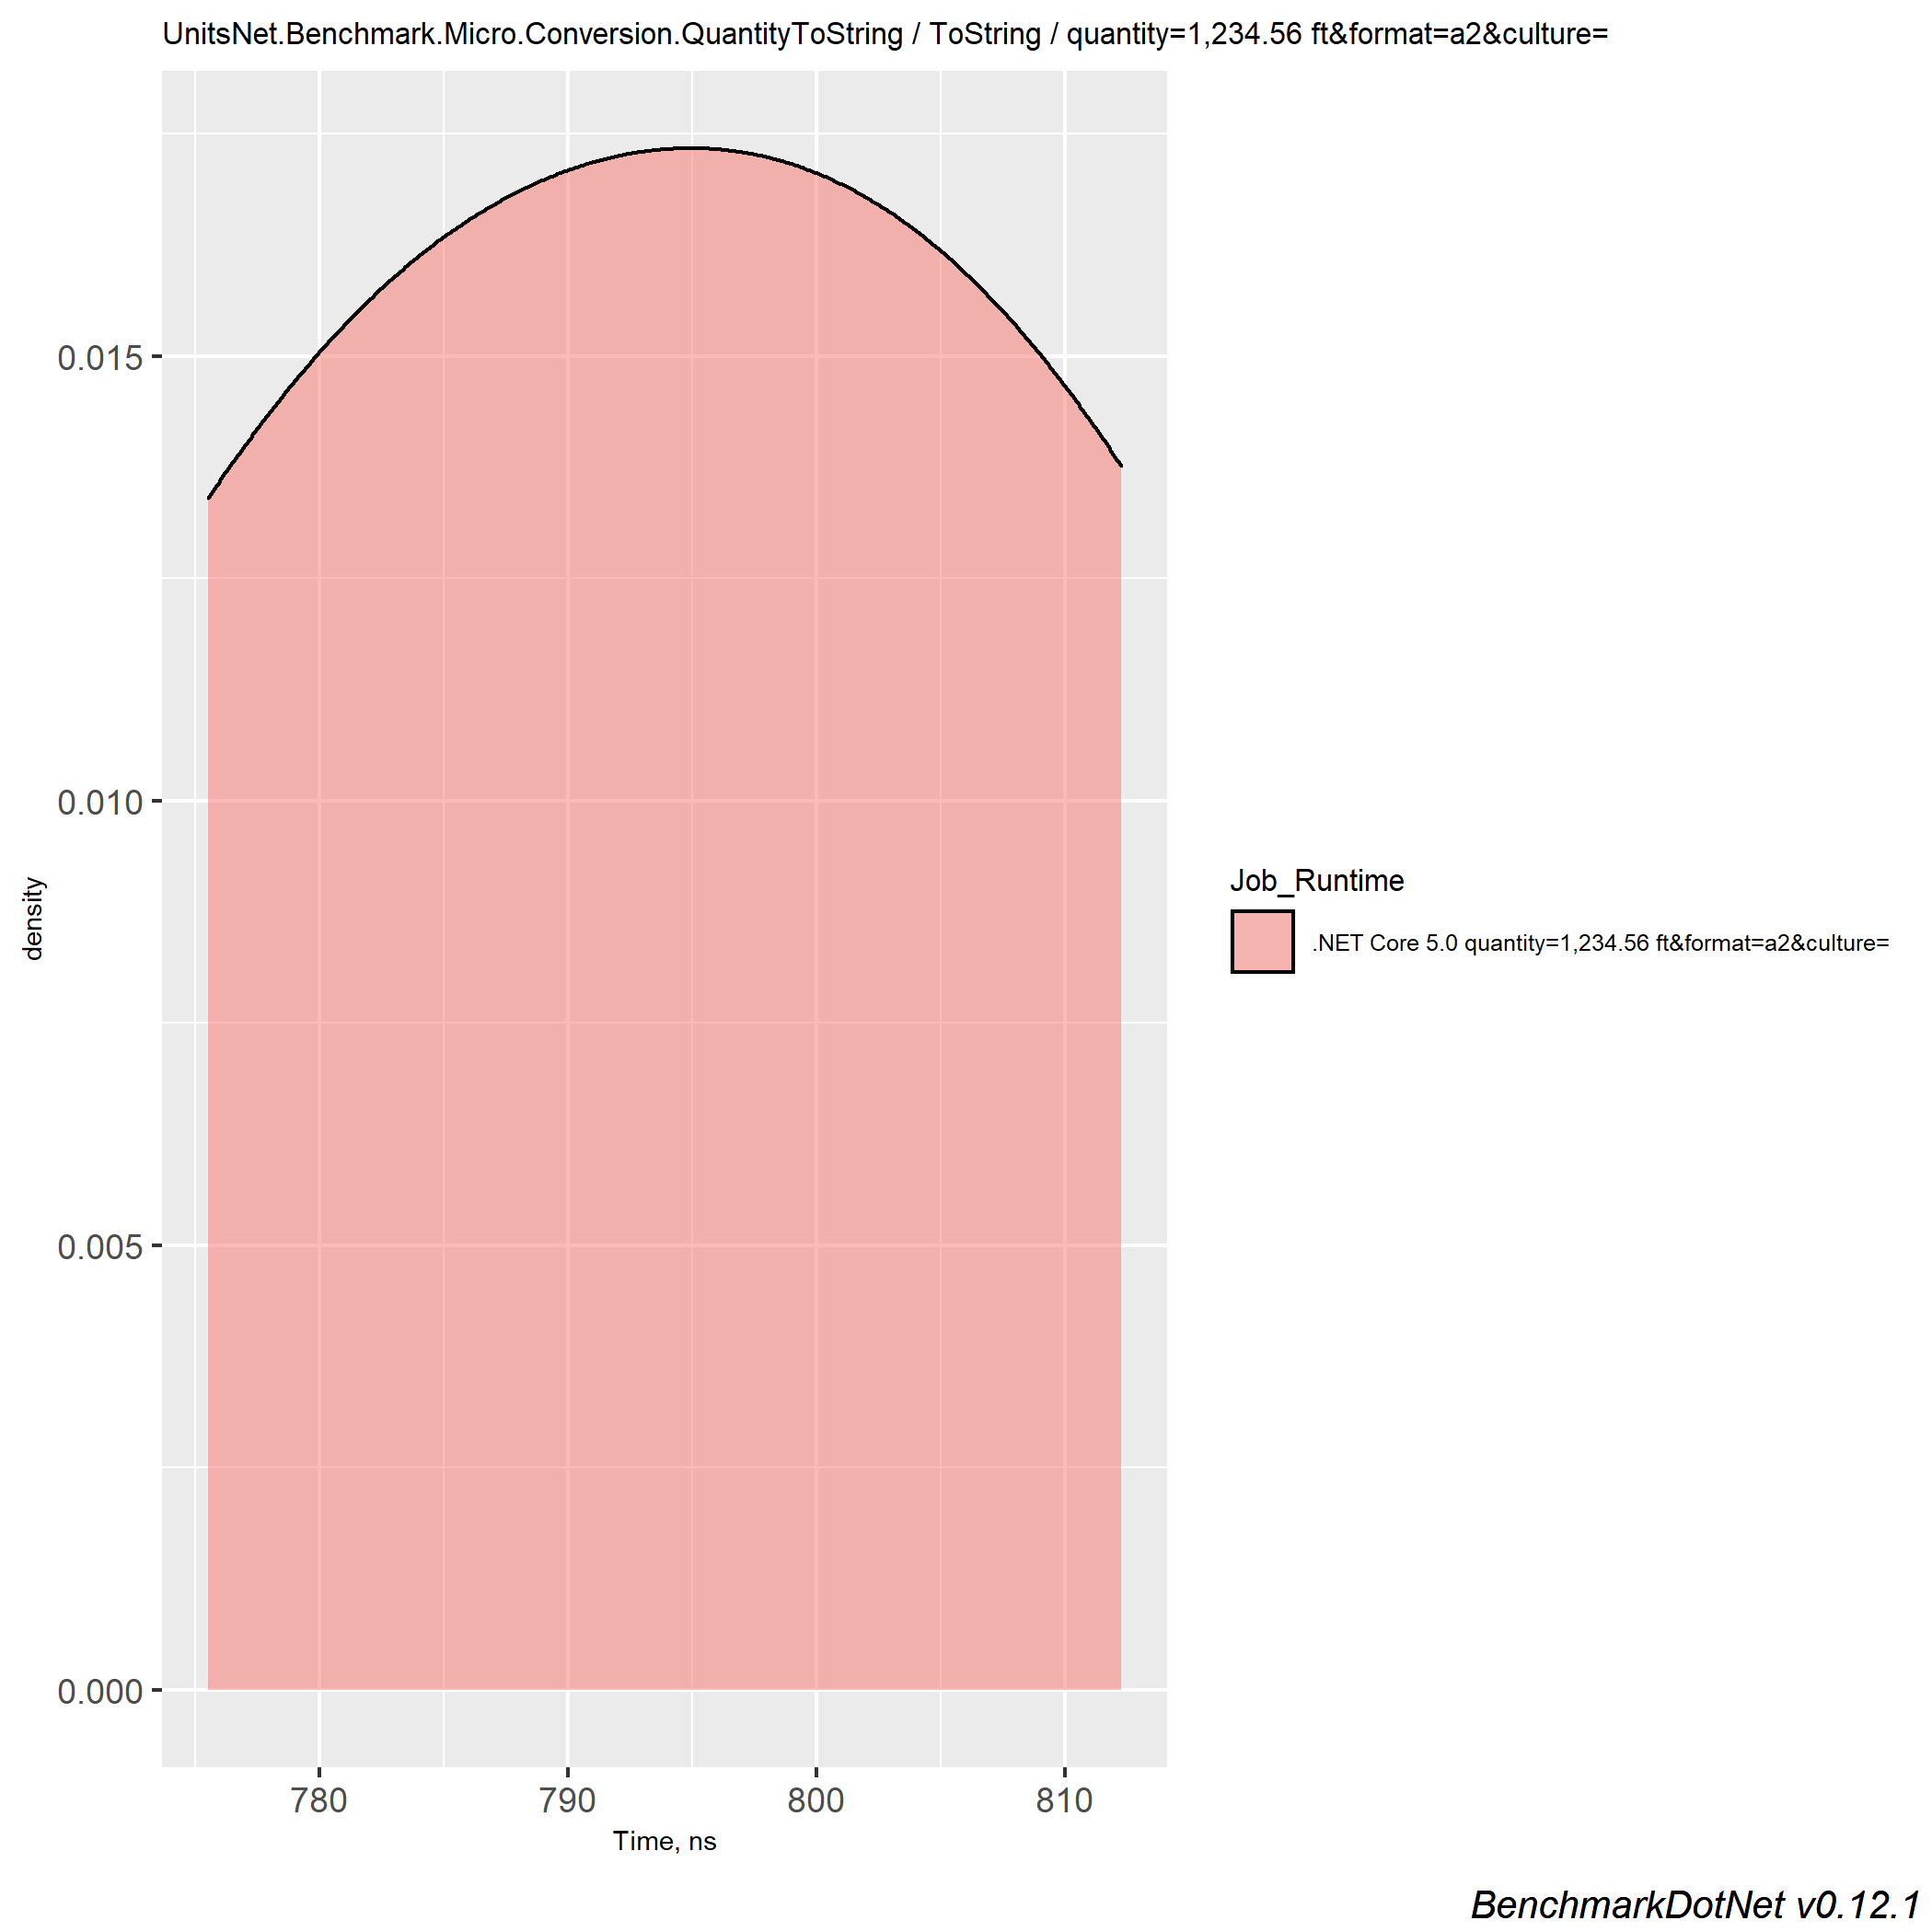 UnitsNet.Benchmark.Micro.Conversion.QuantityToString / ToString / quantity=1,234.56 ft&format=a2&culture=
0.015
0.010
0.005
0.000
density
780 790 800 810
Time, ns
Job_Runtime
.NET Core 5.0 quantity=1,234.56 ft&format=a2&culture=
BenchmarkDotNet v0.12.1